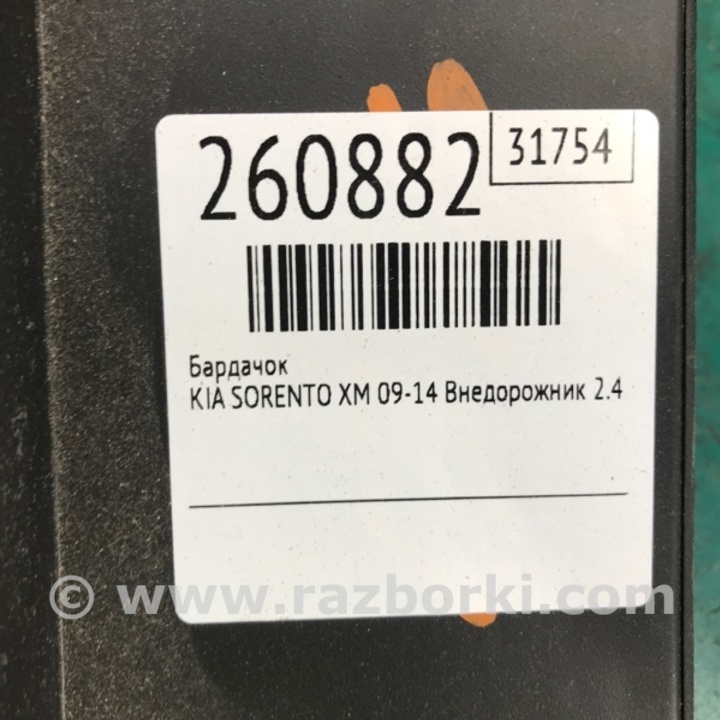 260882
31754
Бардачок
KIA SORENTO XM 09-14 Внедорожник 2.4
© www.razborki.com